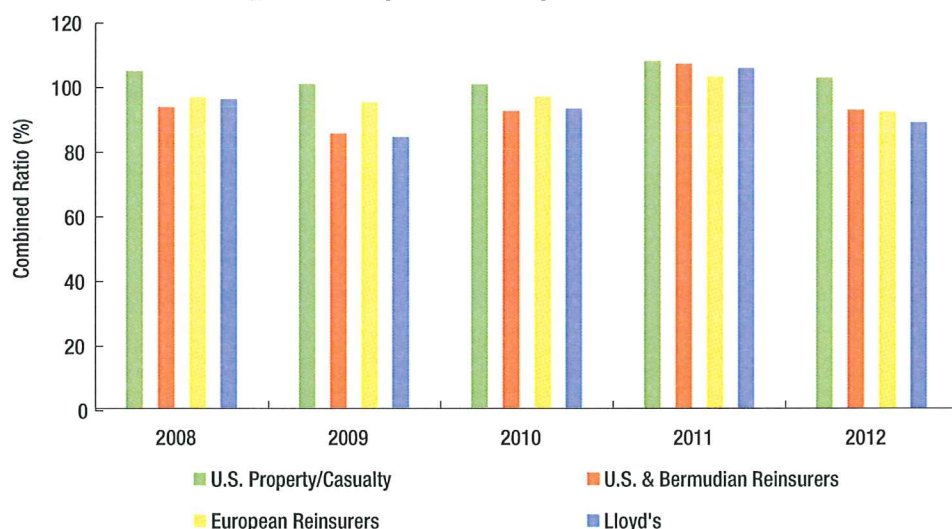 120
100
80
60
40
20
0
Combined Ratio (%)
2008 2009 2010 2011 2012
U.S. Property/Casualty U.S. & Bermudian Reinsurers
European Reinsurers Lloyd's